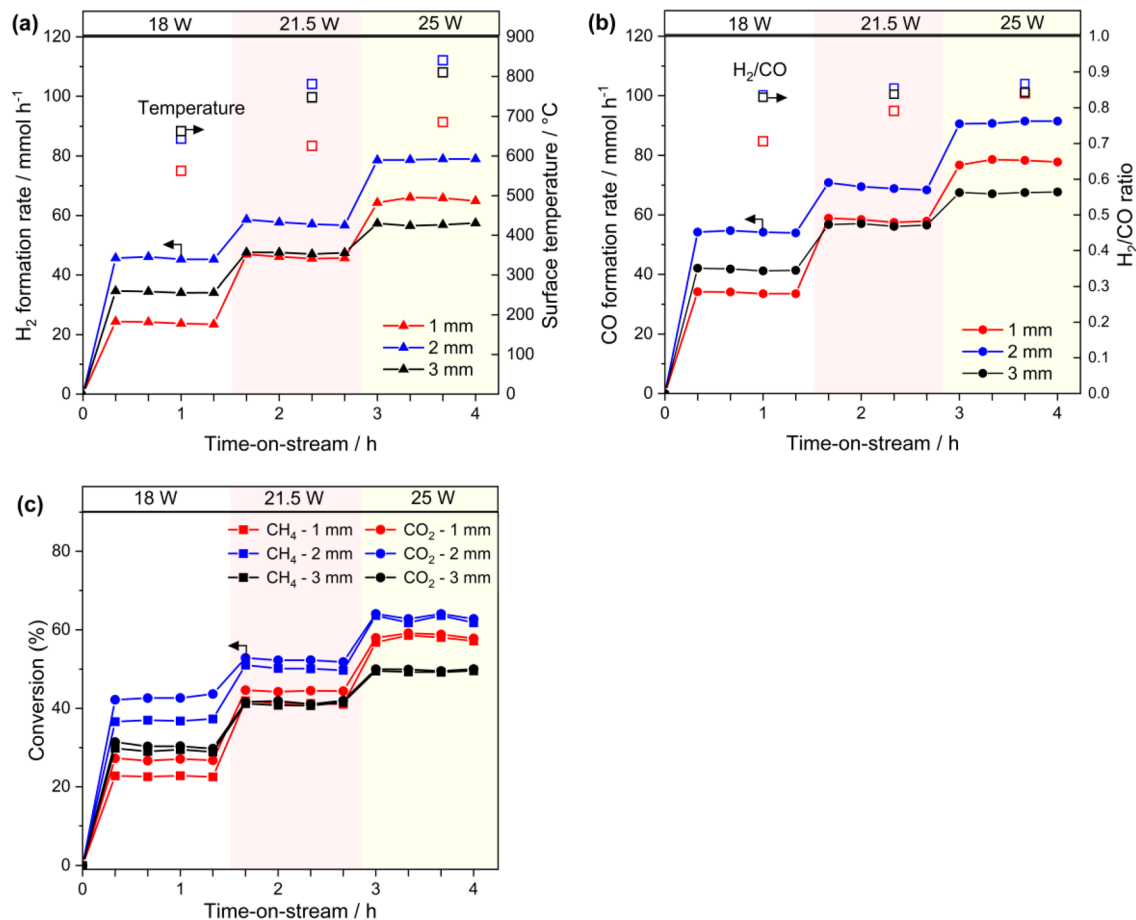 (a)
18 W 21.5 W 25 W
H2 formation rate / mmol h-1
120
100
80
60
40
20
0
Temperature
900
800
700
600
500
400
300
200
100
0
Surface temperature / °C
1 mm
2 mm
3 mm
0 1 2 3 4
Time-on-stream / h
(b)
18 W 21.5 W 25 W
CO formation rate / mmol h-1
120
100
80
60
40
20
0
H2/CO
1.0
0.9
0.8
0.7
0.6
0.5
0.4
0.3
0.2
0.1
0.0
H2/CO ratio
1 mm
2 mm
3 mm
0 1 2 3 4
Time-on-stream / h
(c)
18 W 21.5 W 25 W
Conversion (%)
80
60
40
20
0
CH4 - 1 mm CO2 - 1 mm
CH4 - 2 mm CO2 - 2 mm
CH4 - 3 mm CO2 - 3 mm
0 1 2 3 4
Time-on-stream / h